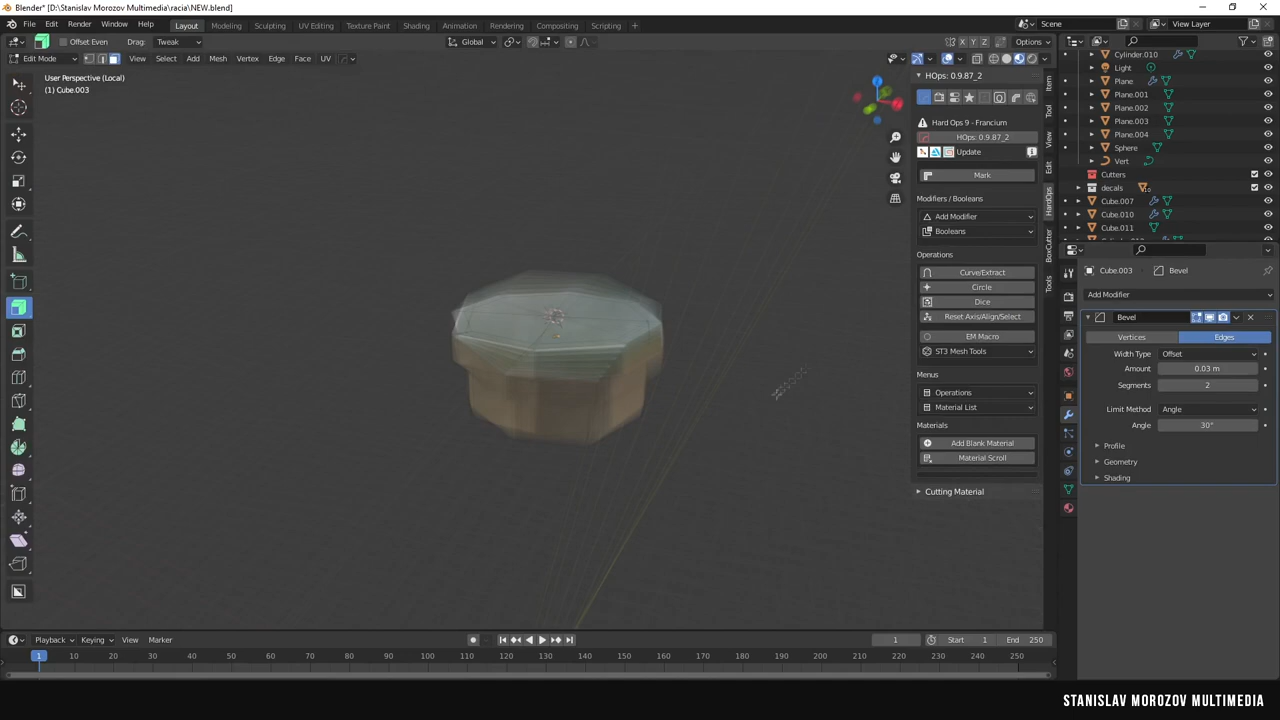 Blender* [D:\Stanislav Morozov Multimedia\racia\NEW.blend]
File Edit Render Window Help Layout Modeling Sculpting UV Editing Texture Paint Shading Animation Rendering Compositing Scripting + Scene View Layer
Offset Even Drag: Tweak Global X Y Z Options
Edit Mode View Select Add Mesh Vertex Edge Face UV
User Perspective (Local)
(1) Cube.003
HOps: 0.9.87_2
Hard Ops 9 - Francium
HOps: 0.9.87_2
Update
Mark
Modifiers / Booleans
Add Modifier
Booleans
Operations
Curve/Extract
Circle
Dice
Reset Axis/Align/Select
EM Macro
ST3 Mesh Tools
Menus
Operations
Material List
Materials
Add Blank Material
Material Scroll
Cutting Material
Item
Tool
View
Edit
HardOps
BoxCutter
Tools
Cylinder.010
Light
Plane
Plane.001
Plane.002
Plane.003
Plane.004
Sphere
Vert
Cutters
decals
Cube.007
Cube.010
Cube.011
Cube.003 Bevel
Add Modifier
Bevel
Vertices Edges
Width Type Offset
Amount 0.03 m
Segments 2
Limit Method Angle
Angle 30°
Profile
Geometry
Shading
Playback Keying View Marker 1 Start 1 End 250
1 10 20 30 40 50 60 70 80 90 100 110 120 130 140 150 160 170 180 190 200 210 220 230 240 250
STANISLAV MOROZOV MULTIMEDIA